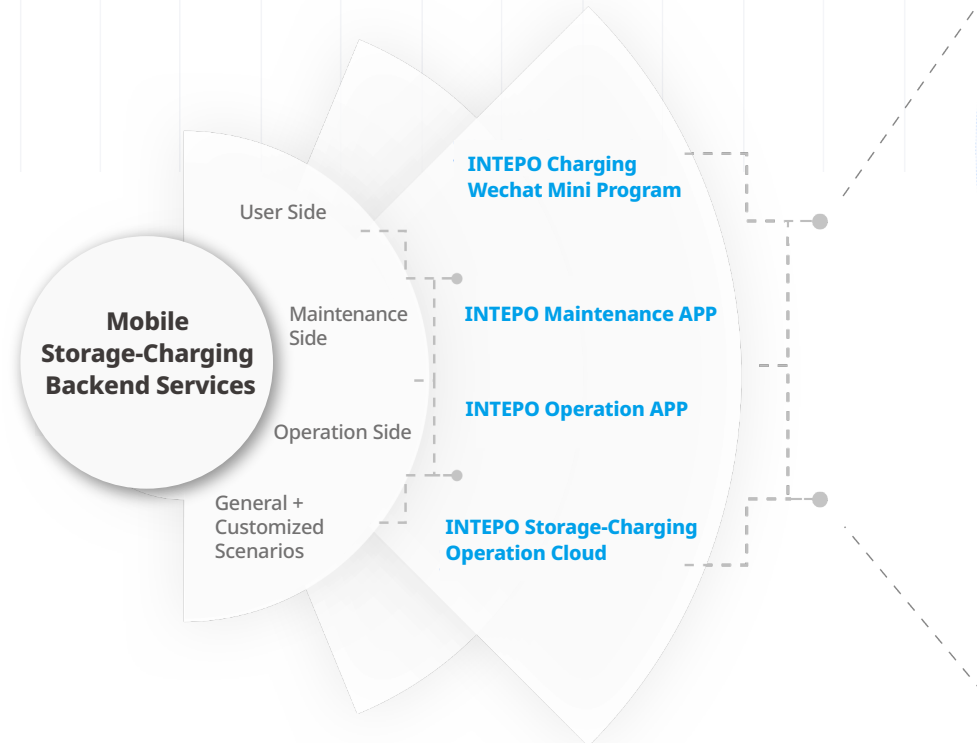 Mobile
Storage-Charging
Backend Services
User Side
Maintenance
Side
Operation Side
General +
Customized
Scenarios
INTEPO Charging
Wechat Mini Program
INTEPO Maintenance APP
INTEPO Operation APP
INTEPO Storage-Charging
Operation Cloud